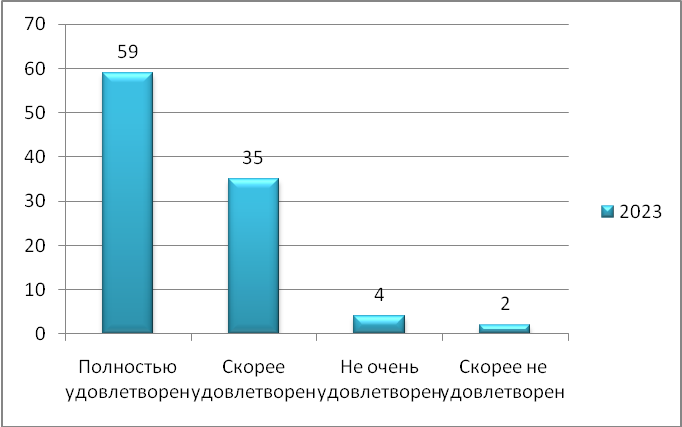 70
60
50
40
30
20
10
0
59
35
4
2
Полностью
удовлетворен
Скорее
удовлетворен
Не очень
удовлетворен
Скорее не
удовлетворен
2023